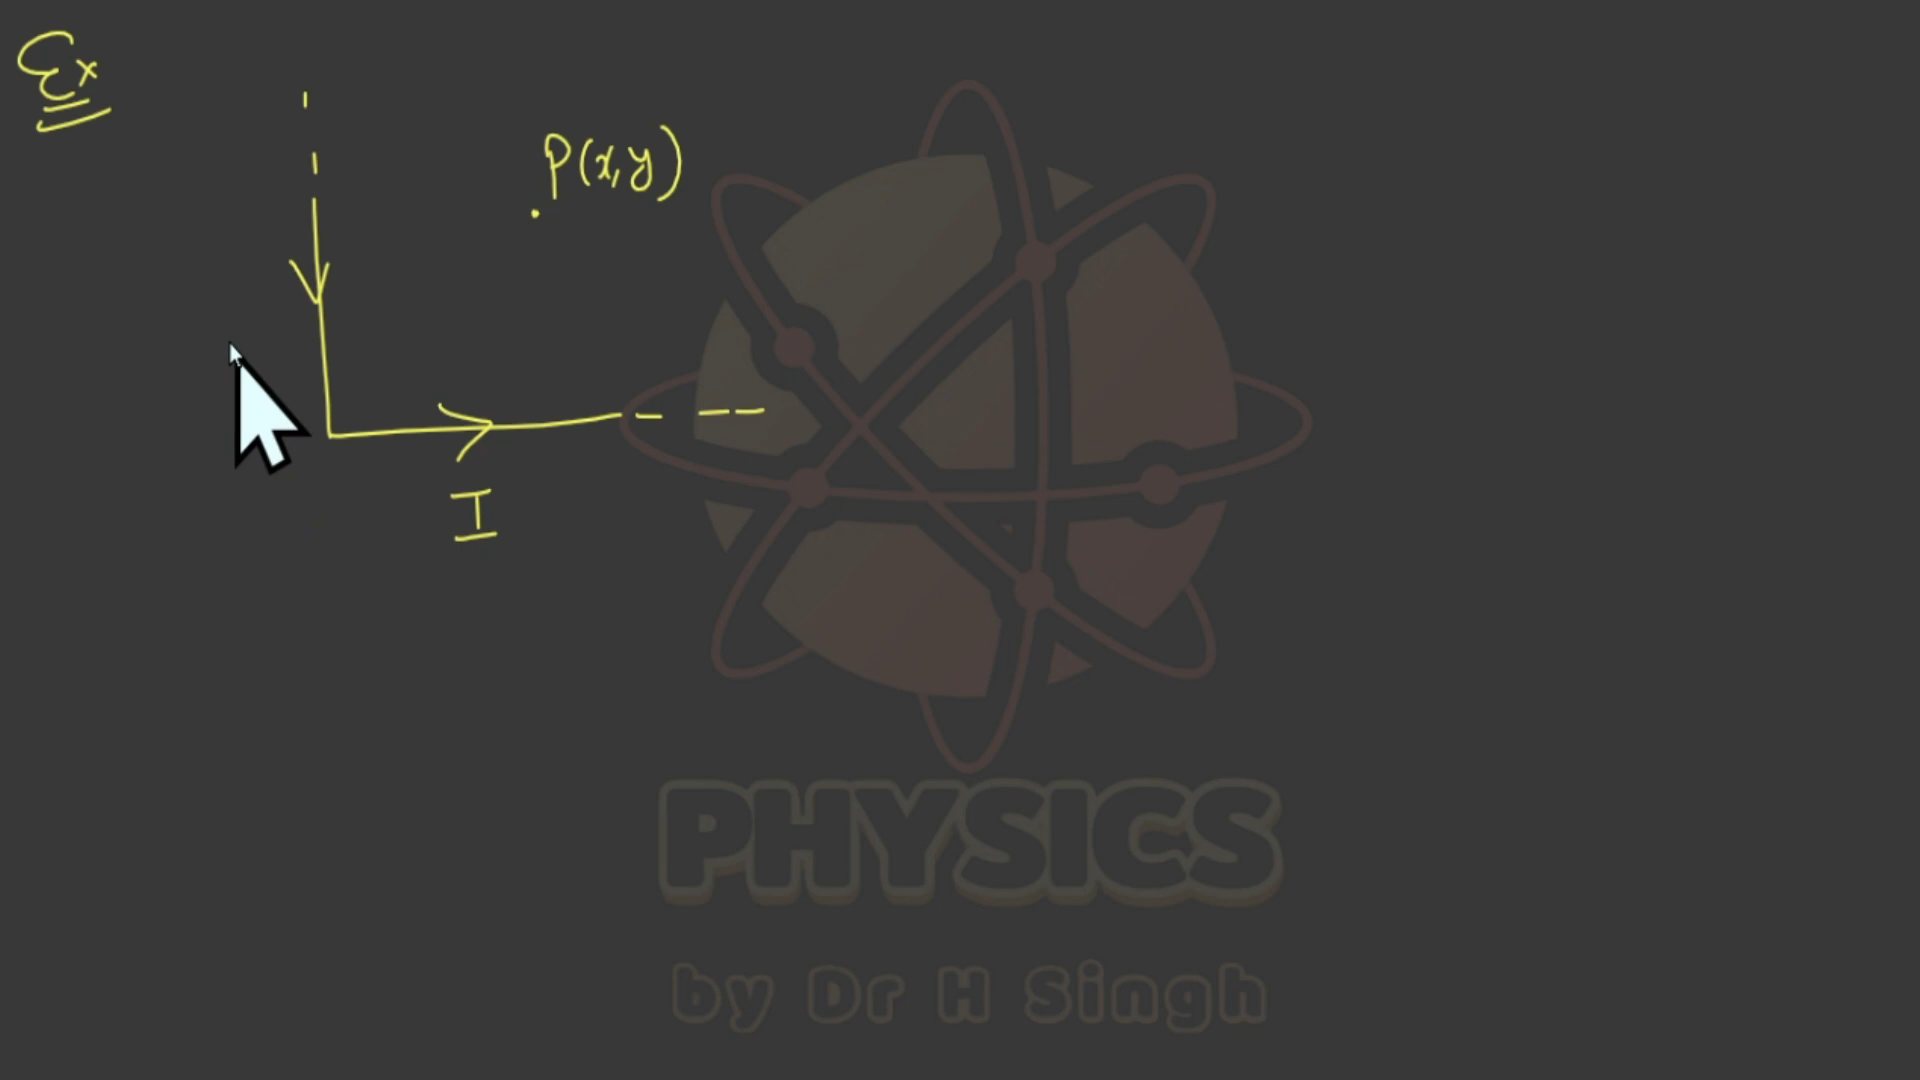 Ex
P(x,y)
I
PHYSICS
by Dr H Singh